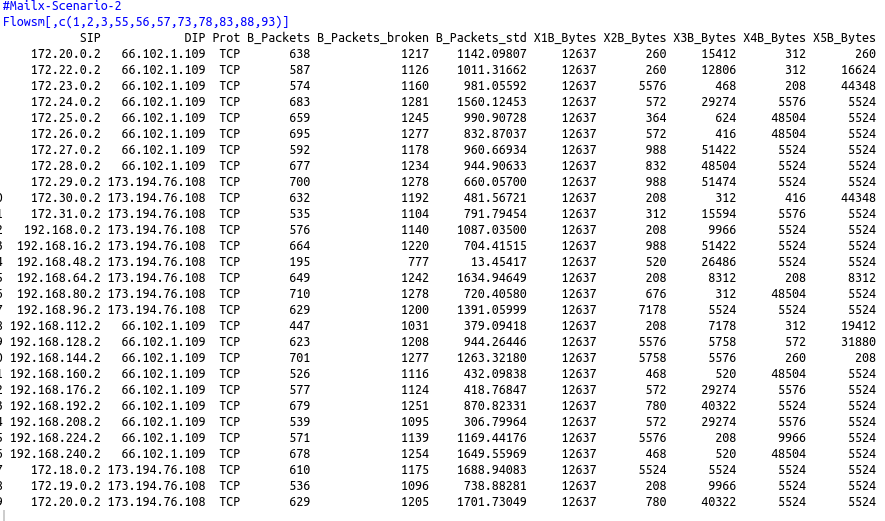 #Mailx-Scenario-2
Flowsm[,c(1,2,3,55,56,57,73,78,83,88,93)]
SIP DIP Prot B_Packets B_Packets_broken B_Packets_std X1B_Bytes X2B_Bytes X3B_Bytes X4B_Bytes X5B_Bytes
172.20.0.2 66.102.1.109 TCP 638 1217 1142.09807 12637 260 15412 312 260
172.22.0.2 66.102.1.109 TCP 587 1126 1011.31662 12637 260 12806 312 16624
172.23.0.2 66.102.1.109 TCP 574 1160 981.05592 12637 5576 468 208 44348
172.24.0.2 66.102.1.109 TCP 683 1281 1560.12453 12637 572 29274 5576 5524
172.25.0.2 66.102.1.109 TCP 659 1245 990.90728 12637 364 624 48504 5524
172.26.0.2 66.102.1.109 TCP 695 1277 832.87037 12637 572 416 48504 5524
172.27.0.2 66.102.1.109 TCP 592 1178 960.66934 12637 988 51422 5524 5524
172.28.0.2 66.102.1.109 TCP 677 1234 944.90633 12637 832 48504 5524 5524
172.29.0.2 173.194.76.108 TCP 700 1278 660.05700 12637 988 51474 5524 5524
0 172.30.0.2 173.194.76.108 TCP 632 1192 481.56721 12637 208 312 416 44348
1 172.31.0.2 173.194.76.108 TCP 535 1104 791.79454 12637 312 15594 5576 5524
2 192.168.0.2 173.194.76.108 TCP 576 1140 1087.03500 12637 208 9966 5524 5524
3 192.168.16.2 173.194.76.108 TCP 664 1220 704.41515 12637 988 51422 5524 5524
4 192.168.48.2 173.194.76.108 TCP 195 777 13.45417 12637 520 26486 5524 5524
5 192.168.64.2 173.194.76.108 TCP 649 1242 1634.94649 12637 208 8312 208 8312
6 192.168.80.2 173.194.76.108 TCP 710 1278 720.40580 12637 676 312 48504 5524
7 192.168.96.2 173.194.76.108 TCP 629 1200 1391.05999 12637 7178 5524 5524 5524
8 192.168.112.2 66.102.1.109 TCP 447 1031 379.09418 12637 208 7178 312 19412
9 192.168.128.2 66.102.1.109 TCP 623 1208 944.26446 12637 5576 5758 572 31880
0 192.168.144.2 66.102.1.109 TCP 701 1277 1263.32180 12637 5758 5576 260 208
1 192.168.160.2 66.102.1.109 TCP 526 1116 432.09838 12637 468 520 48504 5524
2 192.168.176.2 66.102.1.109 TCP 577 1124 418.76847 12637 572 29274 5576 5524
3 192.168.192.2 66.102.1.109 TCP 679 1251 870.82331 12637 780 40322 5524 5524
4 192.168.208.2 66.102.1.109 TCP 539 1095 306.79964 12637 572 29274 5576 5524
5 192.168.224.2 66.102.1.109 TCP 571 1139 1169.44176 12637 5576 208 9966 5524
6 192.168.240.2 66.102.1.109 TCP 678 1254 1649.55969 12637 468 520 48504 5524
7 172.18.0.2 173.194.76.108 TCP 610 1175 1688.94083 12637 5524 5524 5524 5524
8 172.19.0.2 173.194.76.108 TCP 536 1096 738.88281 12637 208 9966 5524 5524
9 172.20.0.2 173.194.76.108 TCP 629 1205 1701.73049 12637 780 40322 5524 5524